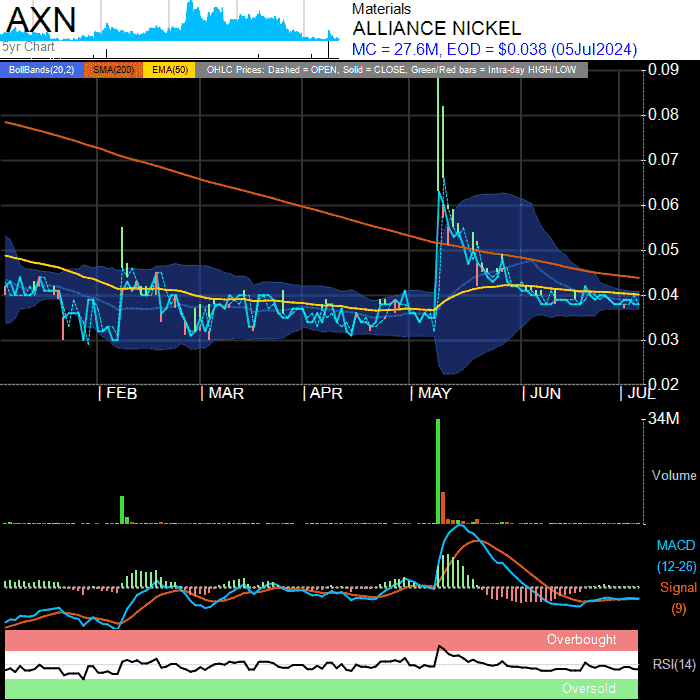 AXN
5yr Chart
Materials
ALLIANCE NICKEL
MC = 27.6M, EOD = $0.038 (05Jul2024)
BollBands(20,2) SMA(200) EMA(50) OHLC Prices: Dashed = OPEN, Solid = CLOSE, Green/Red bars = Intra-day HIGH/LOW
0.09
0.08
0.07
0.06
0.05
0.04
0.03
0.02
FEB MAR APR MAY JUN JUL
34M
Volume
MACD
(12-26)
Signal
(9)
Overbought
RSI(14)
Oversold